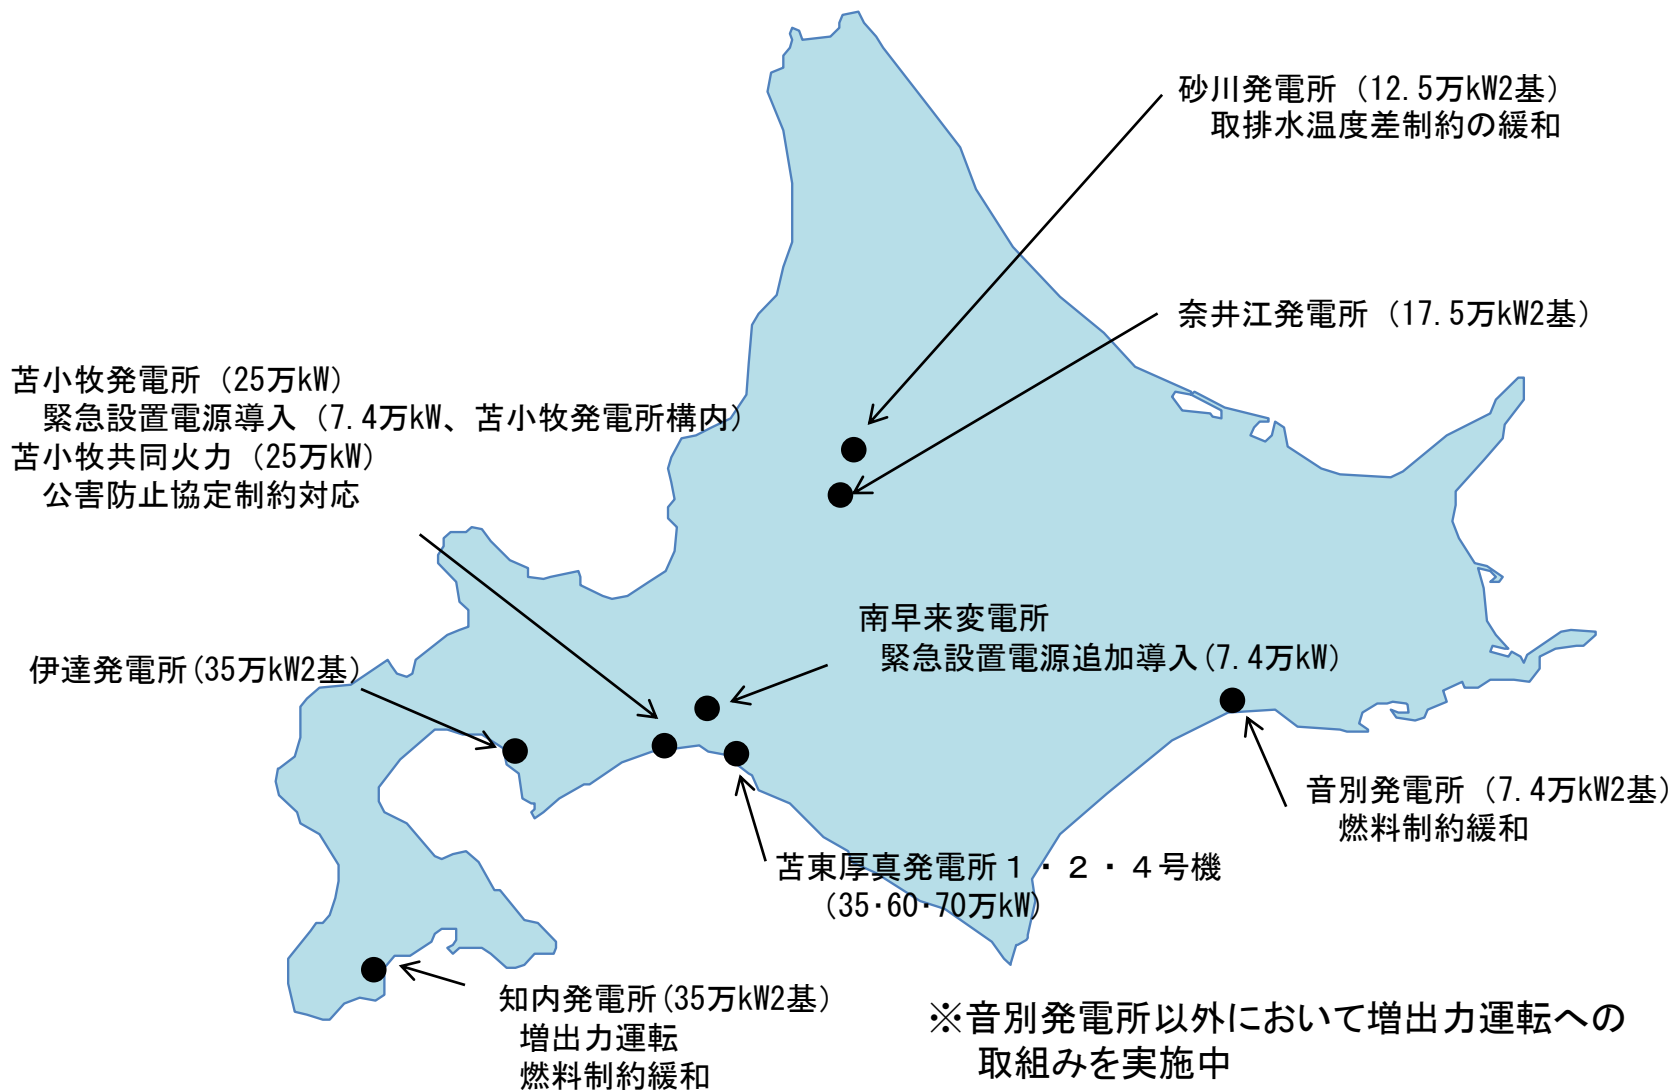 砂川発電所（12.5万kW2基）
取排水温度差制約の緩和
奈井江発電所（17.5万kW2基）
苫小牧発電所（25万kW）
緊急設置電源導入（7.4万kW、苫小牧発電所構内）
苫小牧共同火力（25万kW）
公害防止協定制約対応
南早来変電所
緊急設置電源追加導入(7.4万kW)
伊達発電所(35万kW2基)
音別発電所（7.4万kW2基）
燃料制約緩和
苫東厚真発電所１・２・４号機
（35・60・70万kW）
知内発電所(35万kW2基)
増出力運転
燃料制約緩和
※音別発電所以外において増出力運転への
取組みを実施中